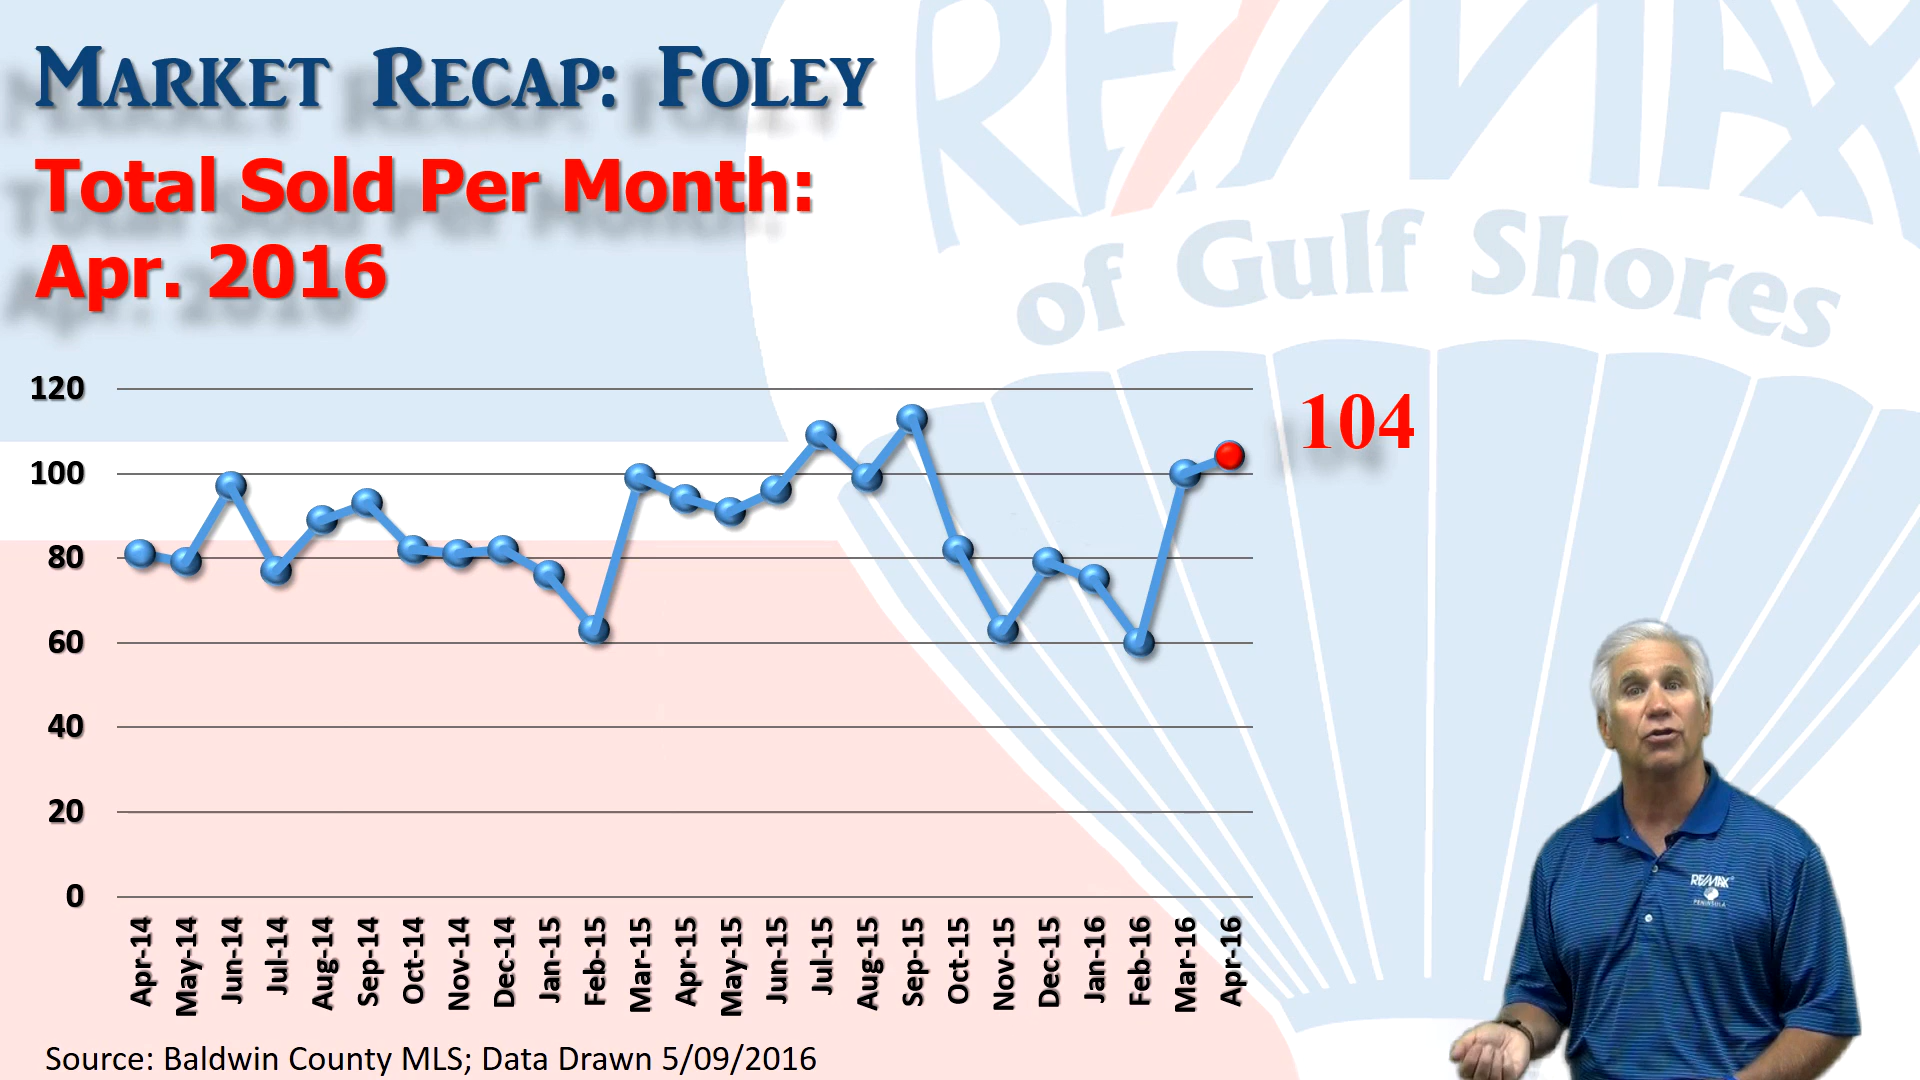 Market Recap: Foley
Total Sold Per Month:
Apr. 2016
RE/MAX
of Gulf Shores
120
100
80
60
40
20
0
104
Apr-14
May-14
Jun-14
Jul-14
Aug-14
Sep-14
Oct-14
Nov-14
Dec-14
Jan-15
Feb-15
Mar-15
Apr-15
May-15
Jun-15
Jul-15
Aug-15
Sep-15
Oct-15
Nov-15
Dec-15
Jan-16
Feb-16
Mar-16
Apr-16
RE/MAX
PENINSULA
Source: Baldwin County MLS; Data Drawn 5/09/2016